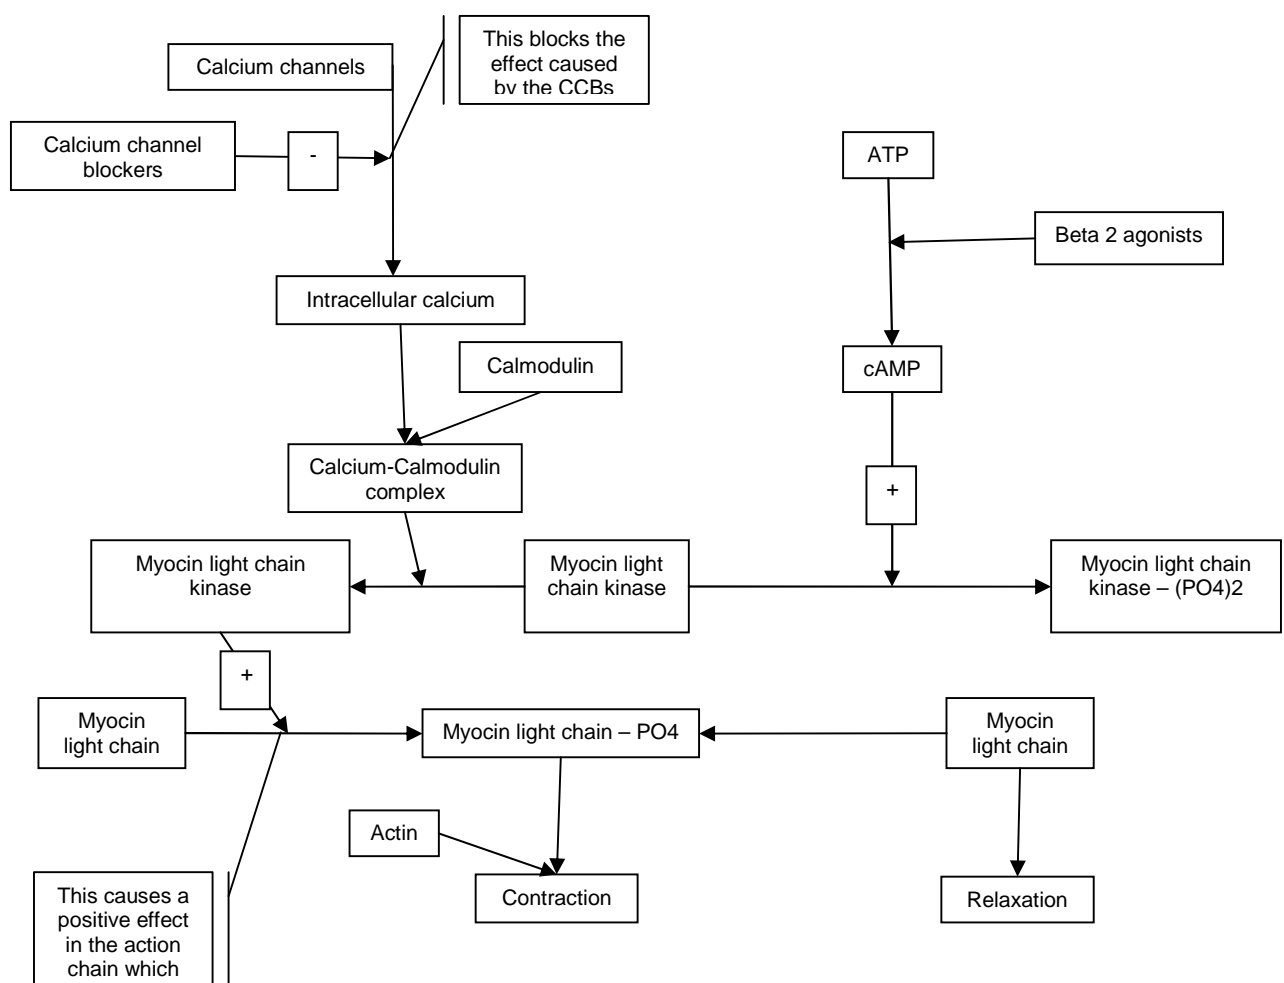 This blocks the
effect caused
by the CCBs
Calcium channels
Calcium channel
blockers
-
ATP
Beta 2 agonists
Intracellular calcium
Calmodulin
cAMP
Calcium-Calmodulin
complex
+
Myocin light chain
kinase
Myocin light
chain kinase
Myocin light chain
kinase – (PO4)2
+
Myocin
light chain
Myocin light chain – PO4
Myocin
light chain
Actin
Contraction
Relaxation
This causes a
positive effect
in the action
chain which